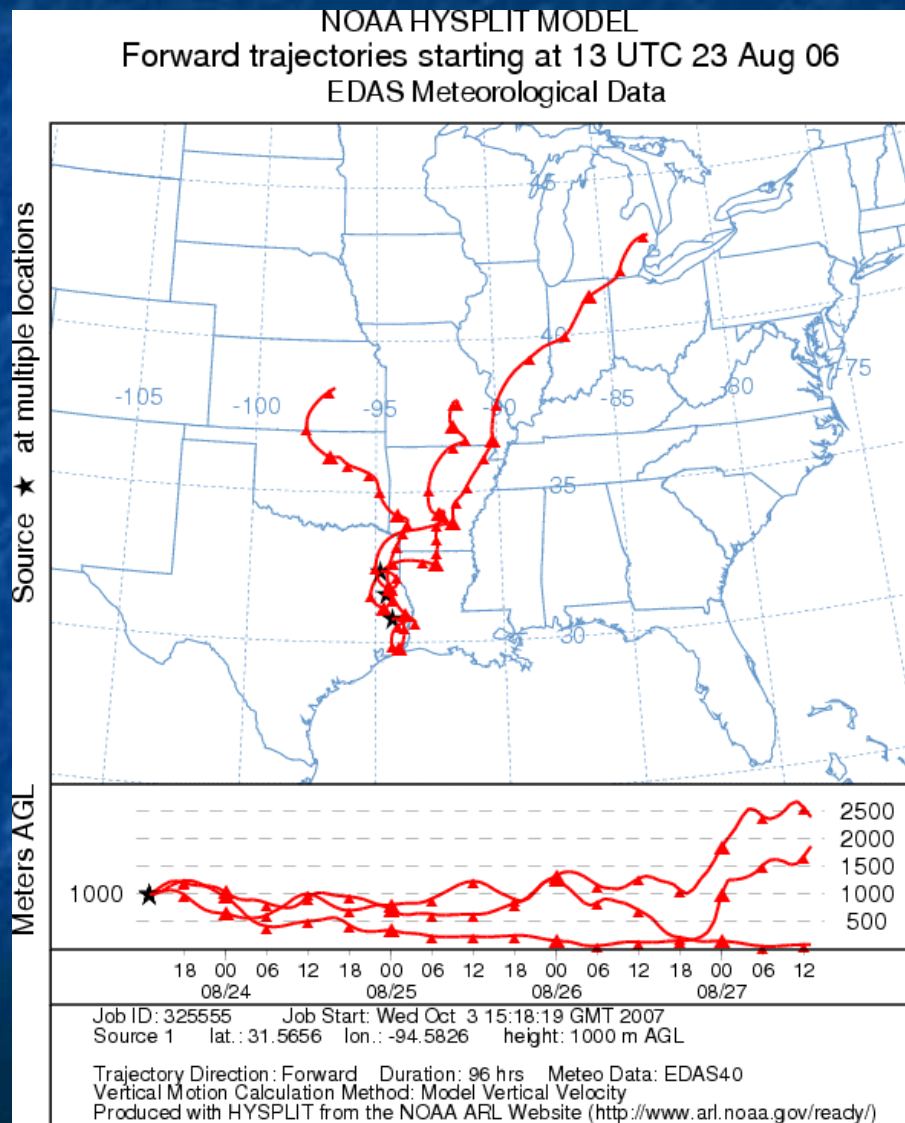 NOAA HYSPLIT MODEL
Forward trajectories starting at 13 UTC 23 Aug 06
EDAS Meteorological Data
Source ★ at multiple locations
45
40
-105
-100
-95
-90
-85
-80
-75
35
30
Meters AGL
1000
2500
2000
1500
1000
500
18 00 06 12 18 00 06 12 18 00 06 12 18 00 06 12
08/24 08/25 08/26 08/27
Job ID: 325555 Job Start: Wed Oct 3 15:18:19 GMT 2007
Source 1 lat.: 31.5656 lon.: -94.5826 height: 1000 m AGL
Trajectory Direction: Forward Duration: 96 hrs Meteo Data: EDAS40
Vertical Motion Calculation Method: Model Vertical Velocity
Produced with HYSPLIT from the NOAA ARL Website (http://www.arl.noaa.gov/ready/)